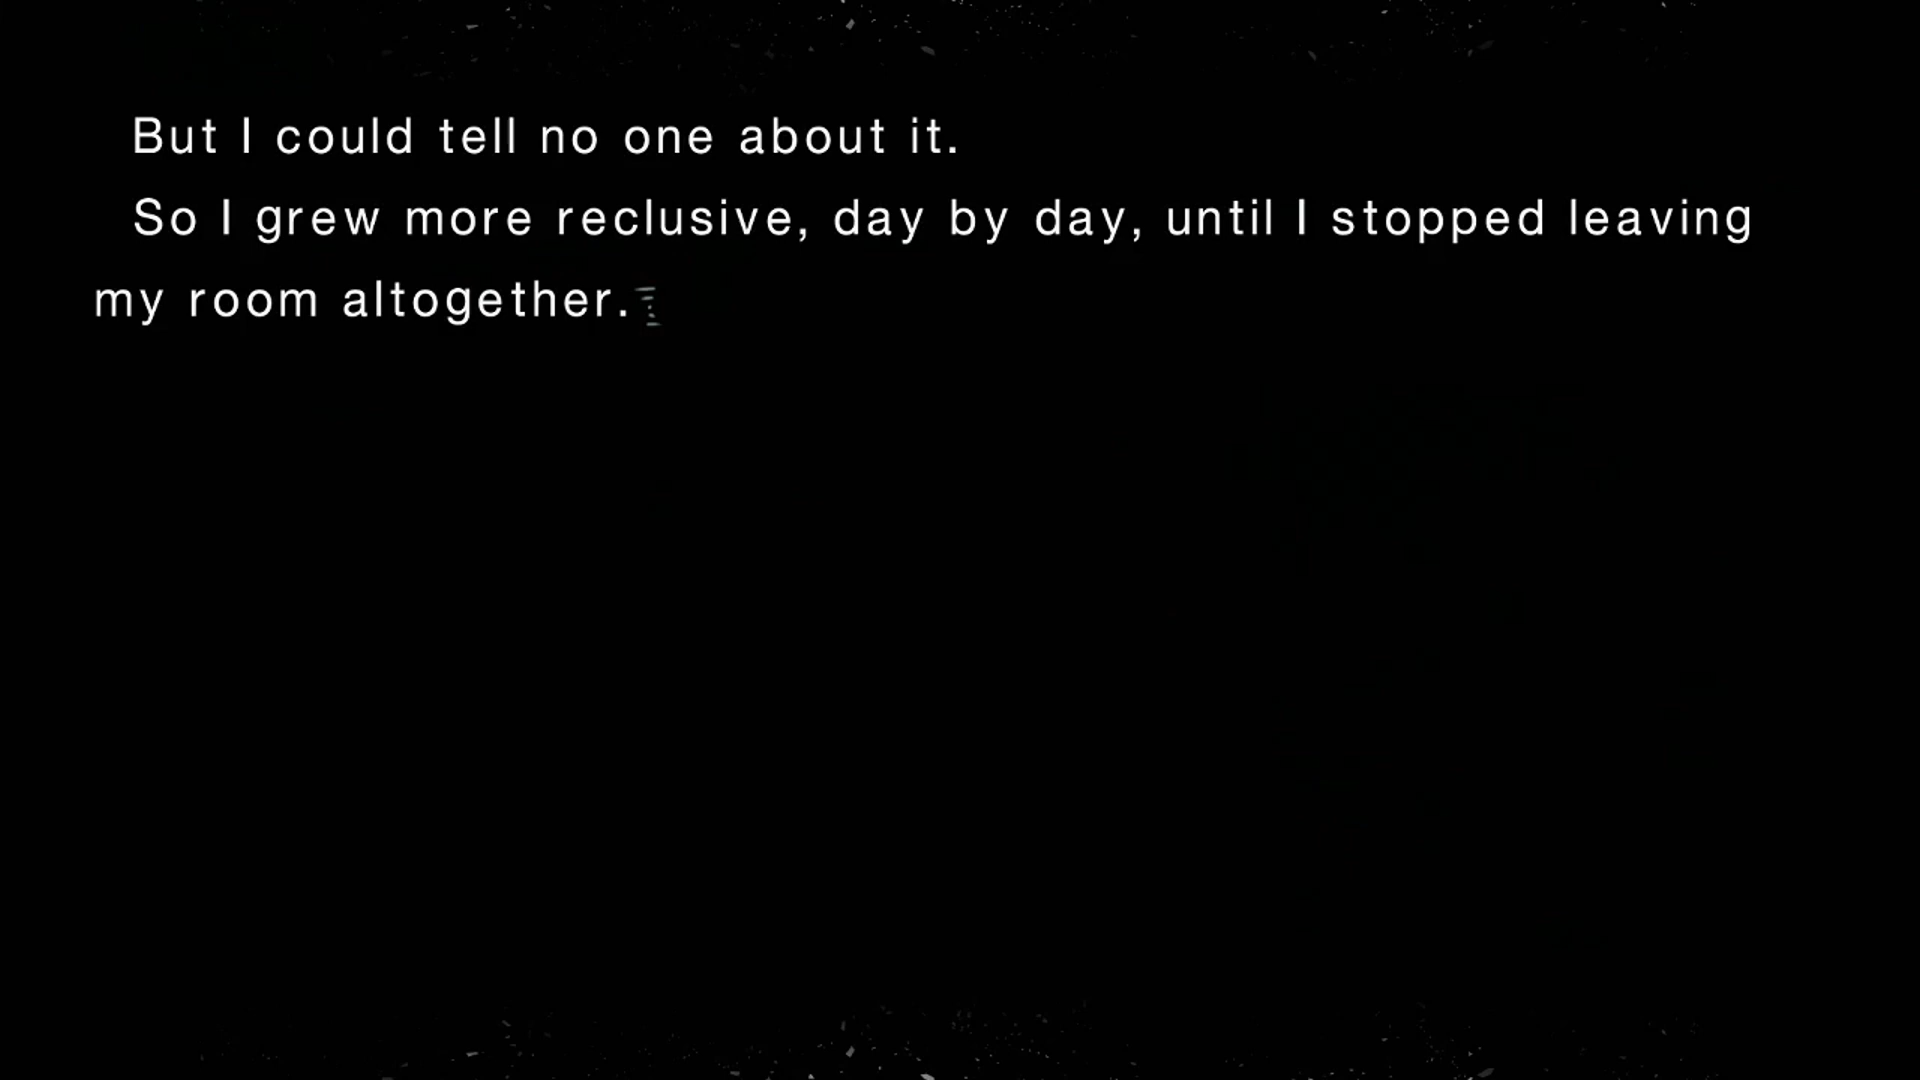 But I could tell no one about it.
So I grew more reclusive, day by day, until I stopped leaving
my room altogether.